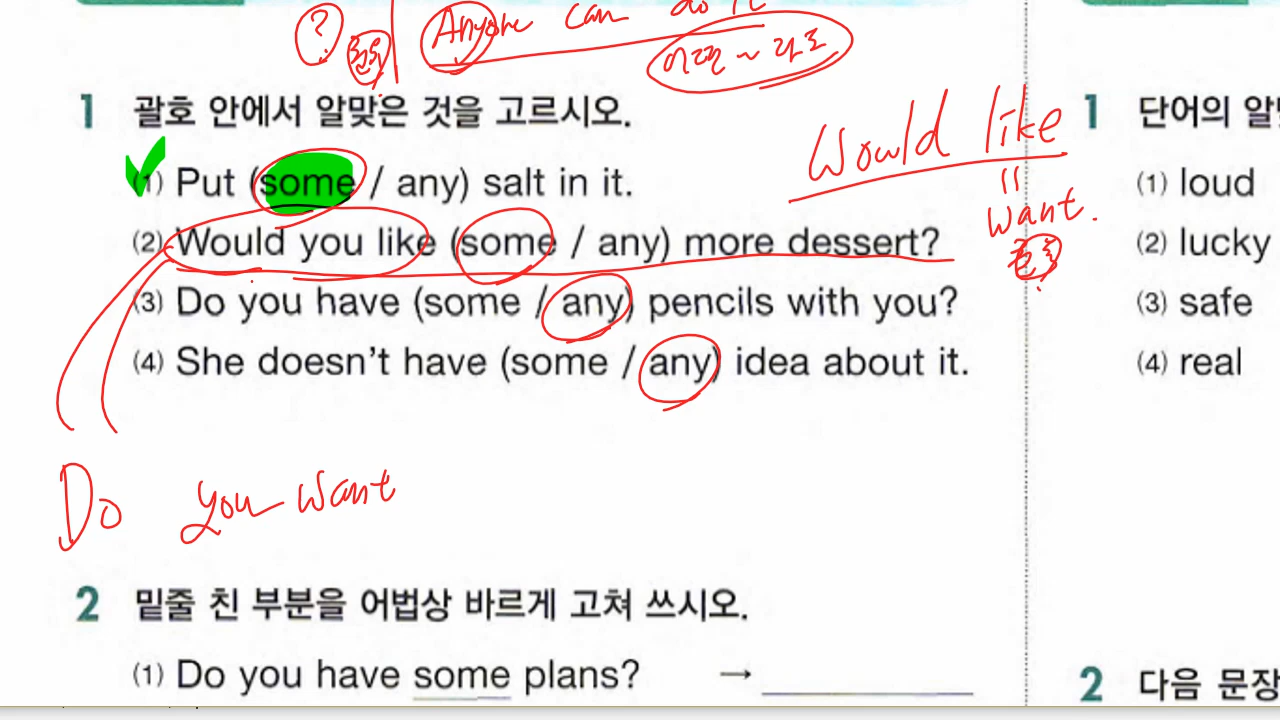 ?
Anyone can do it
어떤 ~ 라도
Would like
=
want.
1 괄호 안에서 알맞은 것을 고르시오.
(1) Put (some / any) salt in it.
(2) Would you like (some / any) more dessert?
(3) Do you have (some / any) pencils with you?
(4) She doesn't have (some / any) idea about it.
Do you want
2 밑줄 친 부분을 어법상 바르게 고쳐 쓰시오.
(1) Do you have some plans? →
1 단어의
(1) loud
(2) lucky
(3) safe
(4) real
2 다음 문장